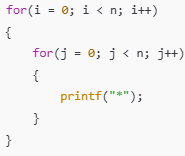 for(i = 0; i < n; i++)
{
    for(j = 0; j < n; j++)
    {
        printf("*");
    }
}